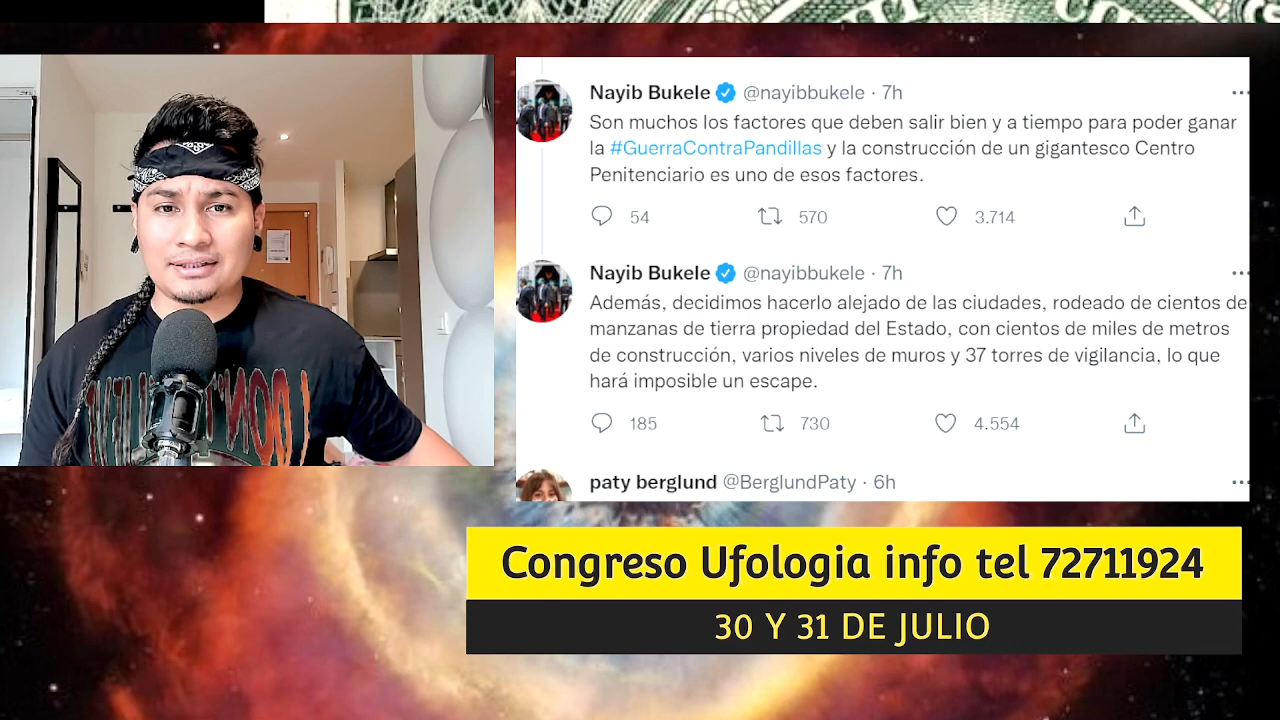 Nayib Bukele @nayibbukele · 7h
Son muchos los factores que deben salir bien y a tiempo para poder ganar
la #GuerraContraPandillas y la construcción de un gigantesco Centro
Penitenciario es uno de esos factores.
54 570 3.714
Nayib Bukele @nayibbukele · 7h
Además, decidimos hacerlo alejado de las ciudades, rodeado de cientos de
manzanas de tierra propiedad del Estado, con cientos de miles de metros
de construcción, varios niveles de muros y 37 torres de vigilancia, lo que
hará imposible un escape.
185 730 4.554
paty berglund @BerglundPaty · 6h
Congreso Ufologia info tel 72711924
30 Y 31 DE JULIO